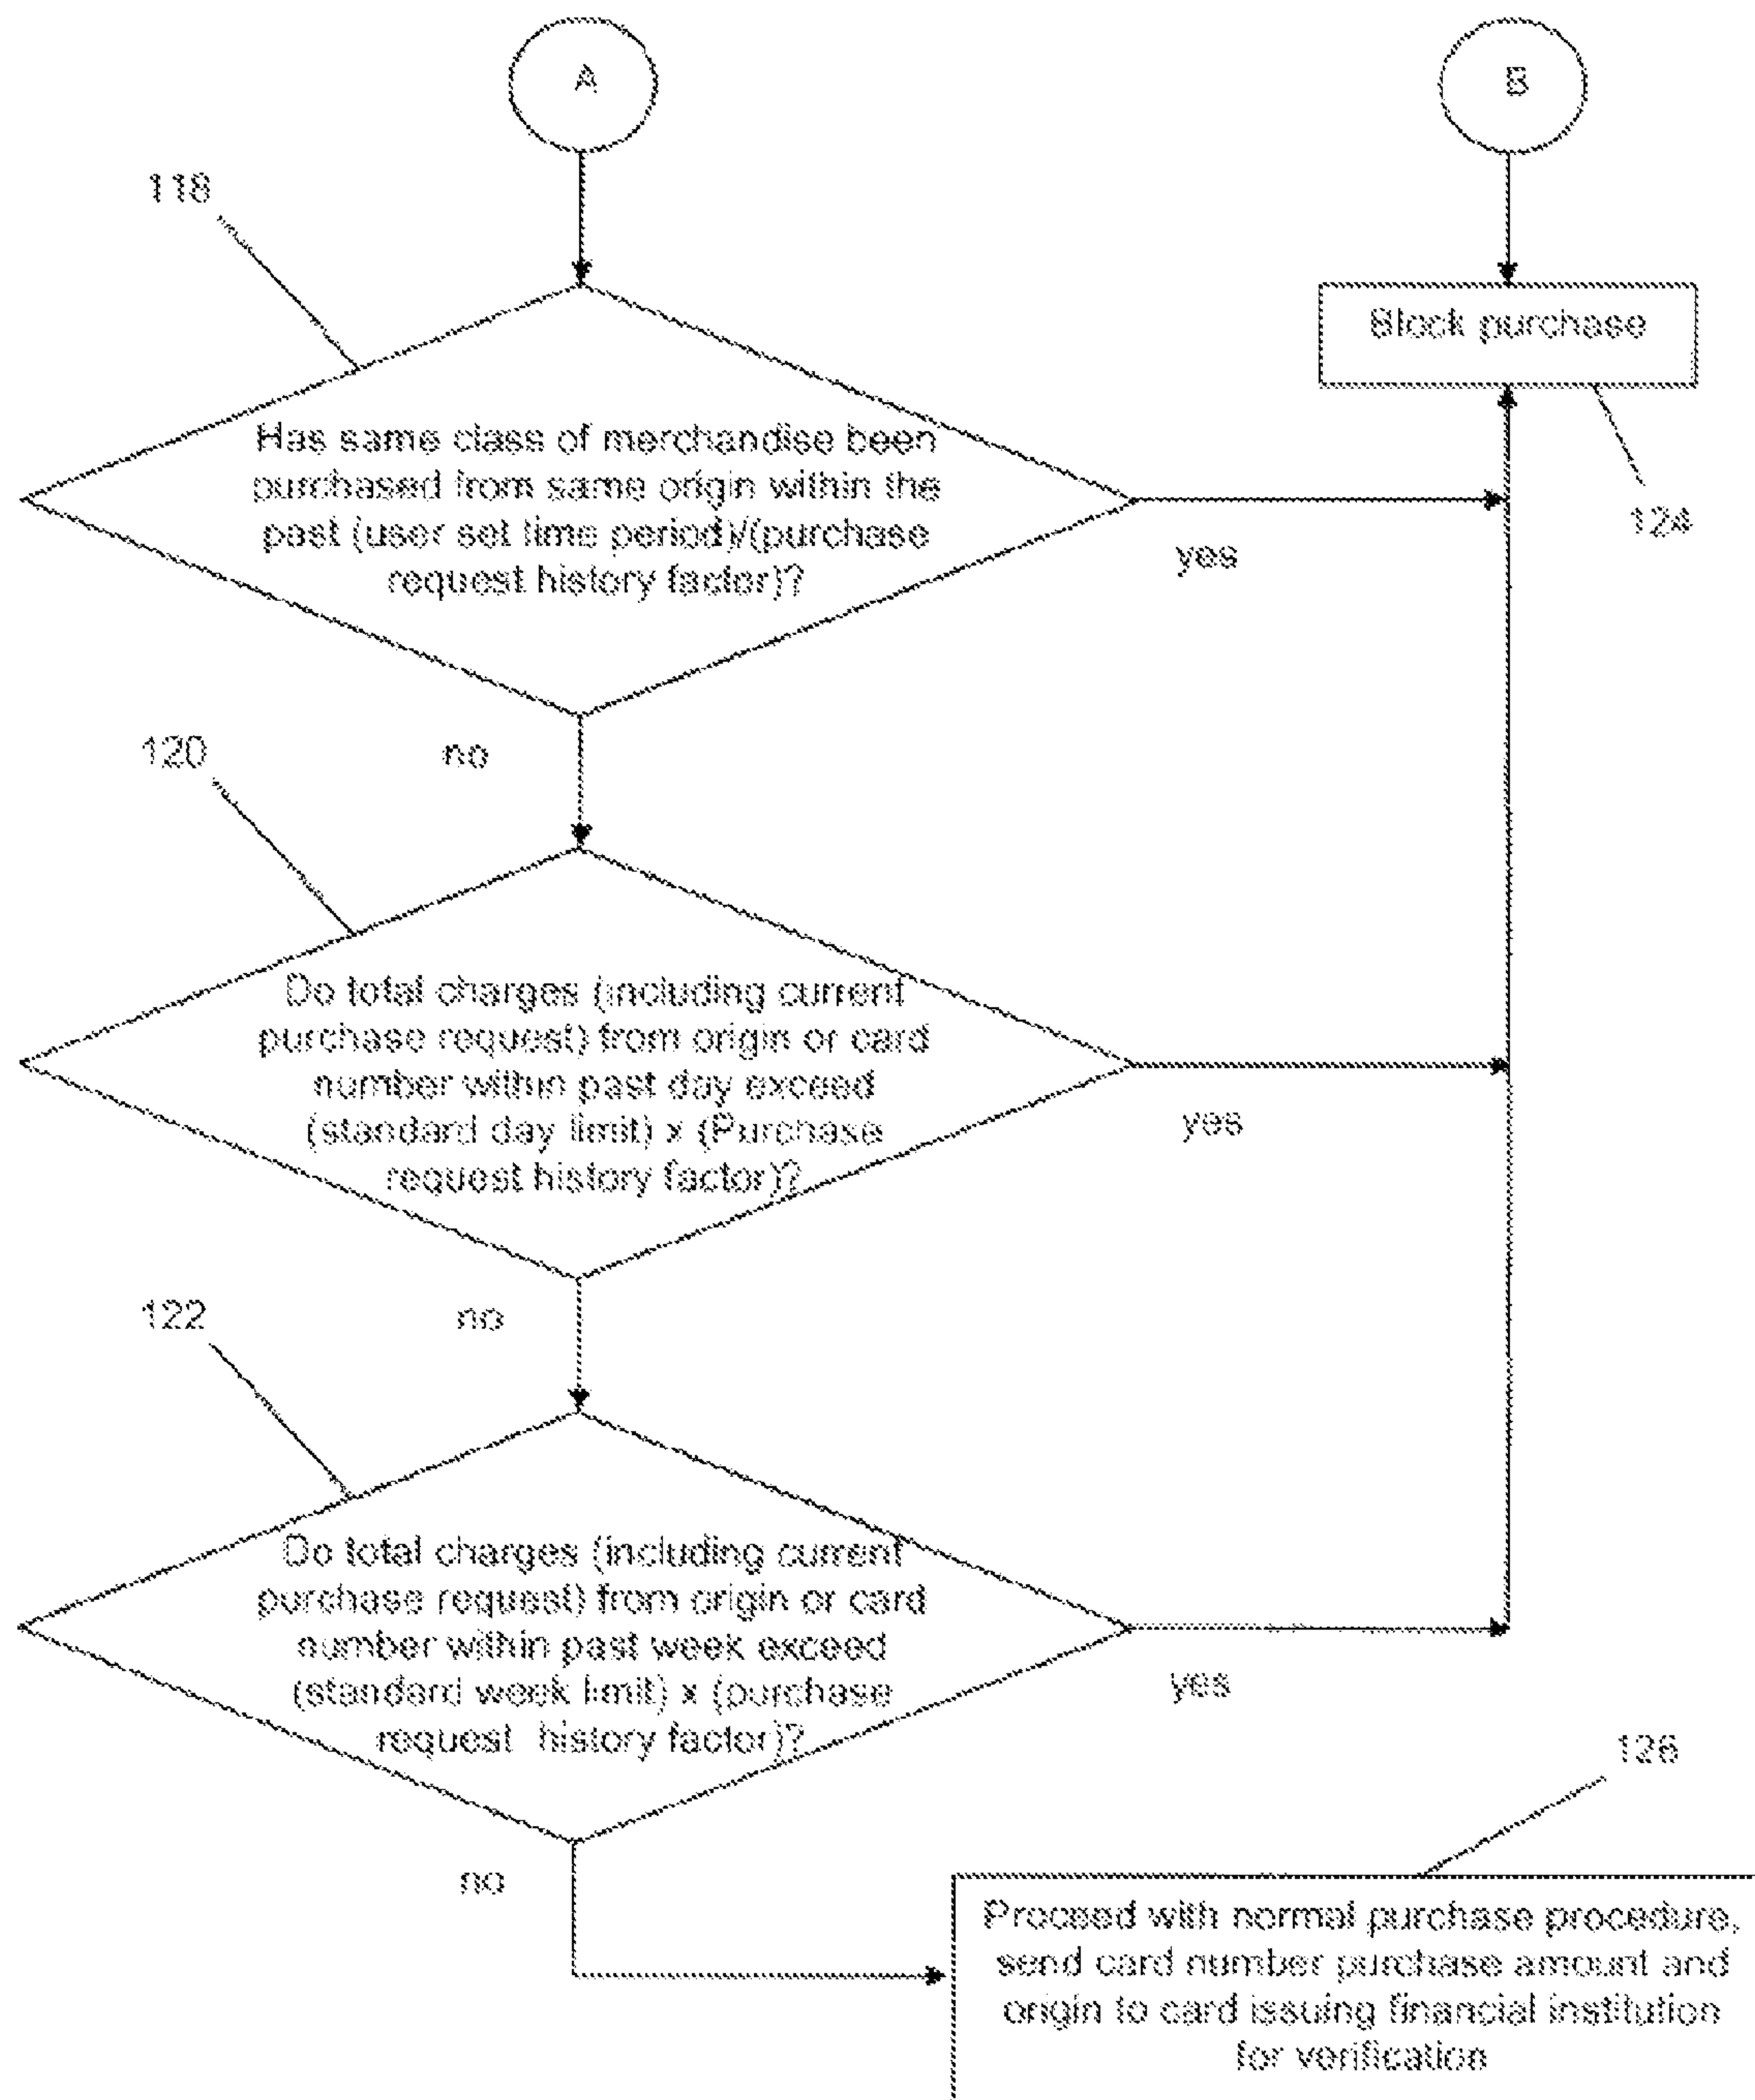 A
B
118
Block purchase
Has same class of merchandise been
purchased from same origin within the
past (user set time period)/(purchase
request history factor)?
124
yes
120
no
Do total charges (including current
purchase request) from origin or card
number within past day exceed
(standard day limit) x (Purchase
request history factor)?
yes
122
no
Do total charges (including current
purchase request) from origin or card
number within past week exceed
(standard week limit) x (purchase
request history factor)?
yes
126
no
Proceed with normal purchase procedure,
send card number purchase amount and
origin to card issuing financial institution
for verification